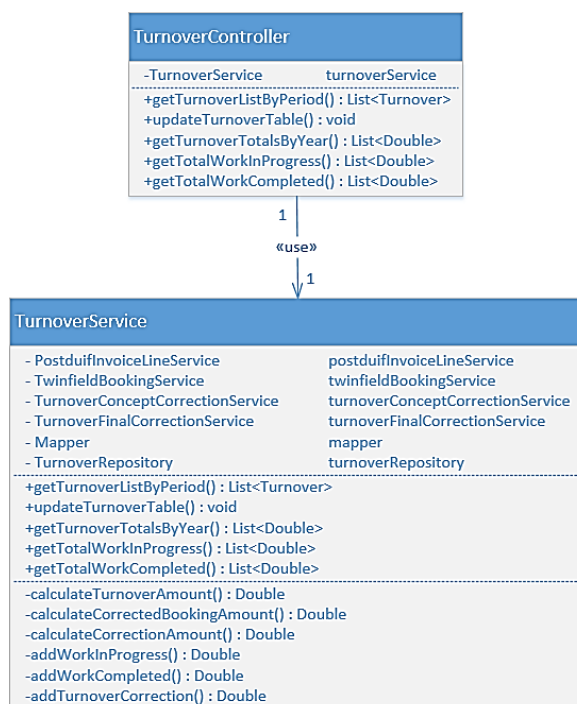 TurnoverController
-TurnoverService turnoverService
+getTurnoverListByPeriod() : List<Turnover>
+updateTurnoverTable() : void
+getTurnoverTotalsByYear() : List<Double>
+getTotalWorkInProgress() : List<Double>
+getTotalWorkCompleted() : List<Double>
1
«use»
1
TurnoverService
- PostduifInvoiceLineService postduifInvoiceLineService
- TwinfieldBookingService twinfieldBookingService
- TurnoverConceptCorrectionService turnoverConceptCorrectionService
- TurnoverFinalCorrectionService turnoverFinalCorrectionService
- Mapper mapper
- TurnoverRepository turnoverRepository
+getTurnoverListByPeriod() : List<Turnover>
+updateTurnoverTable() : void
+getTurnoverTotalsByYear() : List<Double>
+getTotalWorkInProgress() : List<Double>
+getTotalWorkCompleted() : List<Double>
-calculateTurnoverAmount() : Double
-calculateCorrectedBookingAmount() : Double
-calculateCorrectionAmount() : Double
-addWorkInProgress() : Double
-addWorkCompleted() : Double
-addTurnoverCorrection() : Double